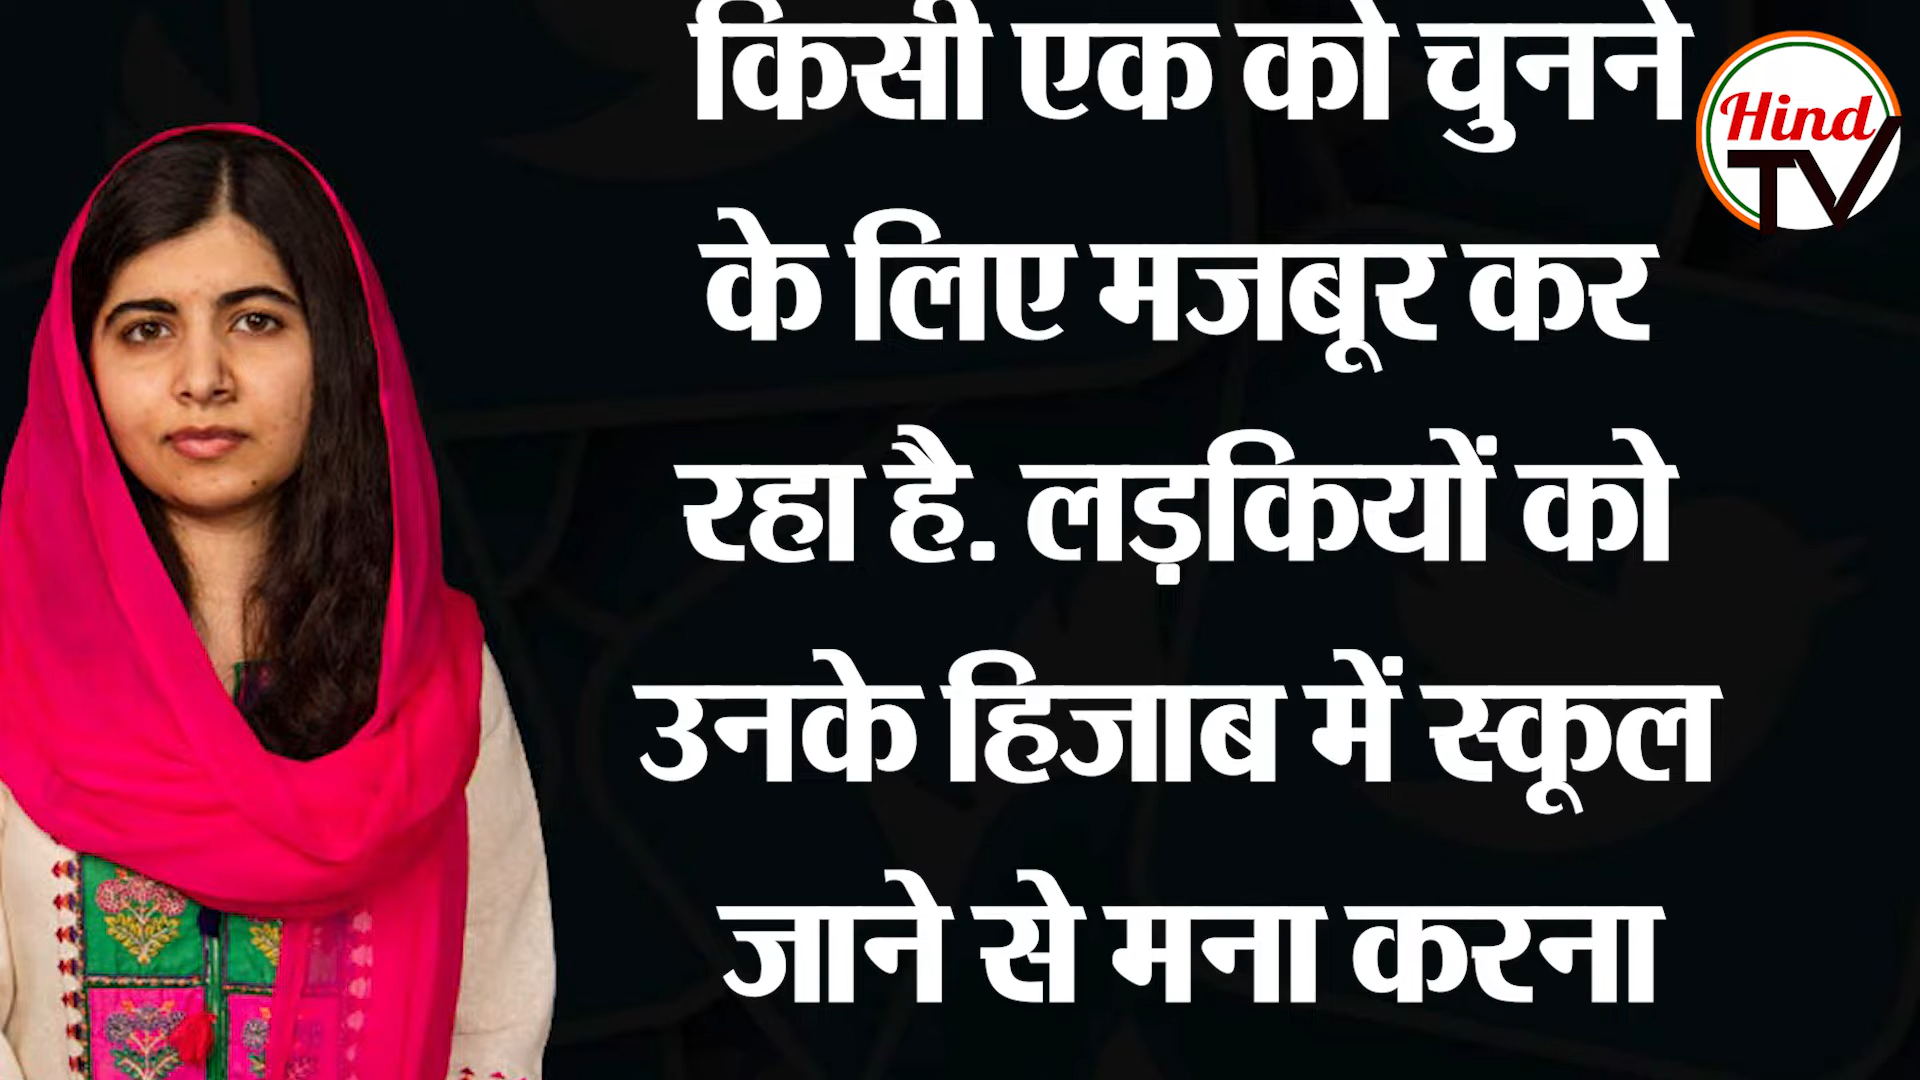 किसी एक को चुनने
Hind
TV
के लिए मजबूर कर
रहा है. लड़कियों को
उनके हिजाब में स्कूल
जाने से मना करना